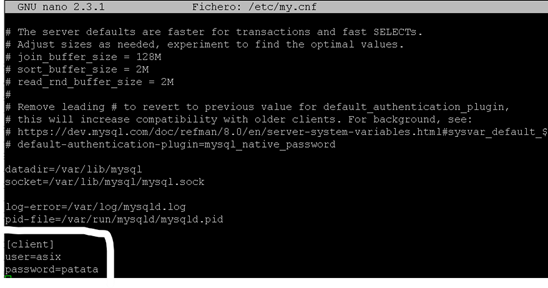 GNU nano 2.3.1 Fichero: /etc/my.cnf
# The server defaults are faster for transactions and fast SELECTs.
# Adjust sizes as needed, experiment to find the optimal values.
# join_buffer_size = 128M
# sort_buffer_size = 2M
# read_rnd_buffer_size = 2M
#
# Remove leading # to revert to previous value for default_authentication_plugin,
# this will increase compatibility with older clients. For background, see:
# https://dev.mysql.com/doc/refman/8.0/en/server-system-variables.html#sysvar_default_$
# default-authentication-plugin=mysql_native_password
datadir=/var/lib/mysql
socket=/var/lib/mysql/mysql.sock
log-error=/var/log/mysqld.log
pid-file=/var/run/mysqld/mysqld.pid
[client]
user=asix
password=patata